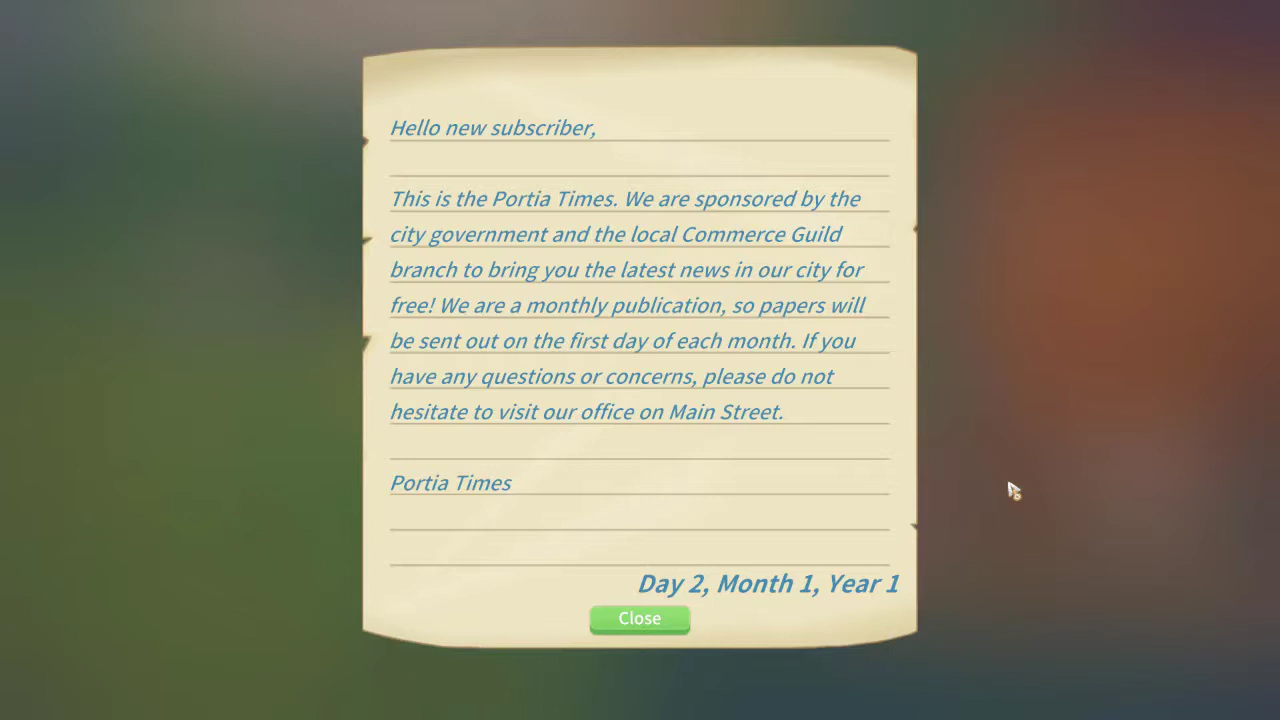 Hello new subscriber,
This is the Portia Times. We are sponsored by the
city government and the local Commerce Guild
branch to bring you the latest news in our city for
free! We are a monthly publication, so papers will
be sent out on the first day of each month. If you
have any questions or concerns, please do not
hesitate to visit our office on Main Street.
Portia Times
Day 2, Month 1, Year 1
Close